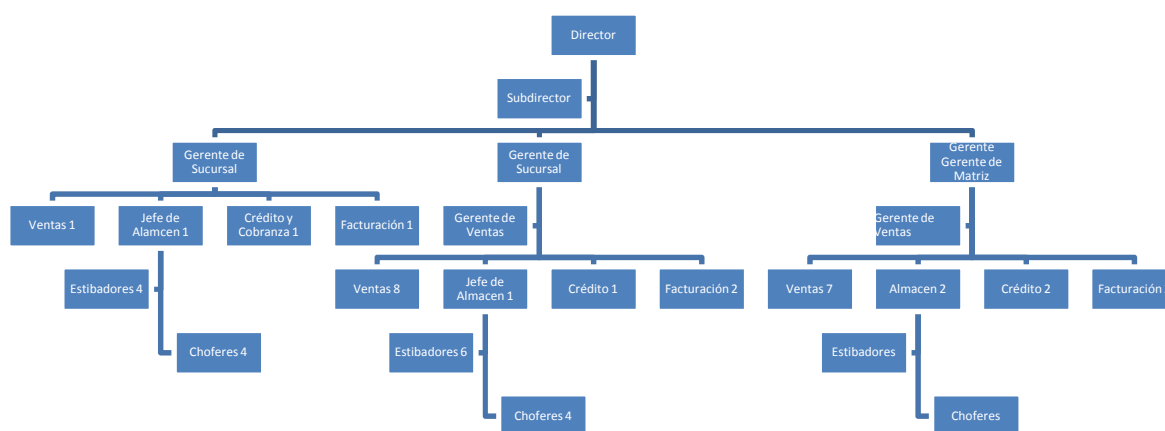 Director
Subdirector
Gerente de
Sucursal
Gerente de
Sucursal
Gerente
Gerente de
Matriz
Ventas 1
Jefe de
Alamcen 1
Crédito y
Cobranza 1
Facturación 1
Gerente de
Ventas
Gerente de
Ventas
Estibadores 4
Ventas 8
Jefe de
Almacen 1
Crédito 1
Facturación 2
Ventas 7
Almacen 2
Crédito 2
Facturación
Choferes 4
Estibadores 6
Estibadores
Choferes 4
Choferes